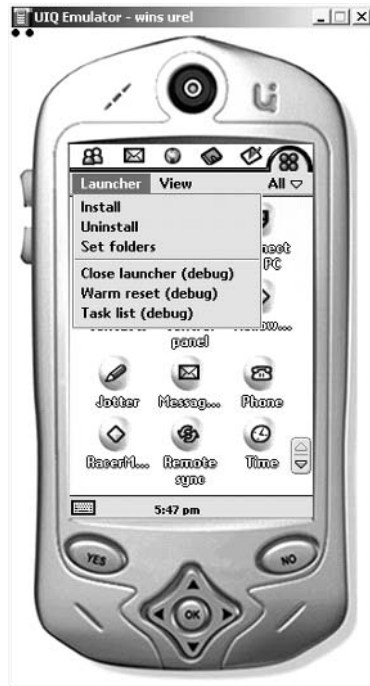 UIQ Emulator - wins urel
Launcher View All
Install
Uninstall
Set folders
Close launcher (debug)
Warm reset (debug)
Task list (debug)
PC
panel
Jotter Messag... Phone
RacerM... Remote sync Time
5:47 pm
YES NO
OK